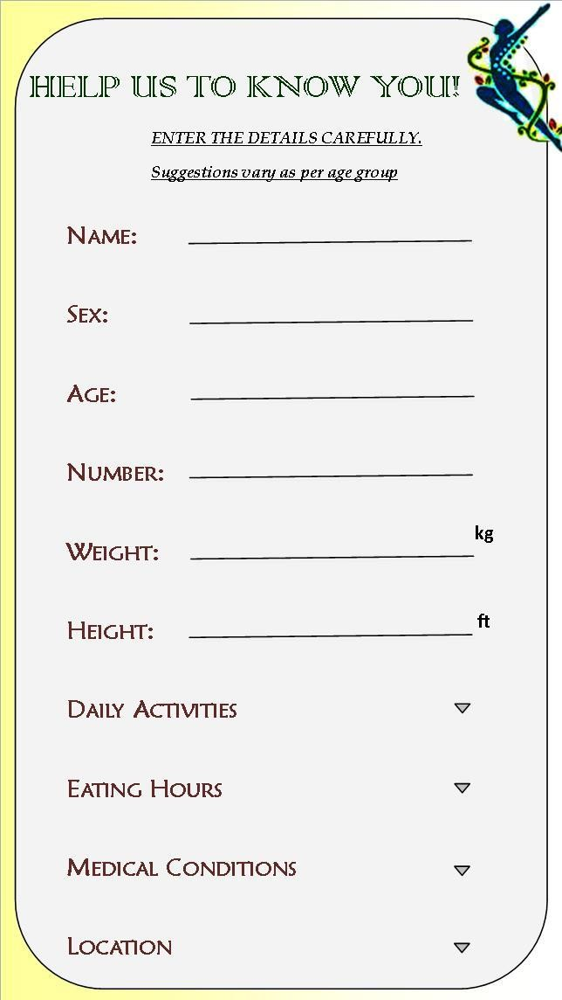 HELP US TO KNOW YOU!
ENTER THE DETAILS CAREFULLY.
Suggestions vary as per age group
NAME:
SEX:
AGE:
NUMBER:
WEIGHT: kg
HEIGHT: ft
DAILY ACTIVITIES
EATING HOURS
MEDICAL CONDITIONS
LOCATION